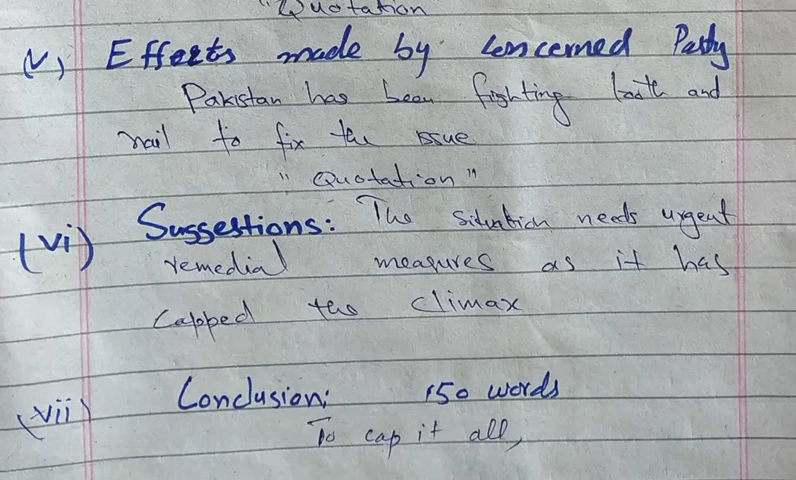 "Quotation
(v) Efforts made by concerned Party
Pakistan has been fighting tooth and
nail to fix the issue
"Quotation"
(vi) Suggestions: The situation needs urgent
remedial measures as it has
capped the climax
(vii) Conclusion: 150 words
To cap it all,